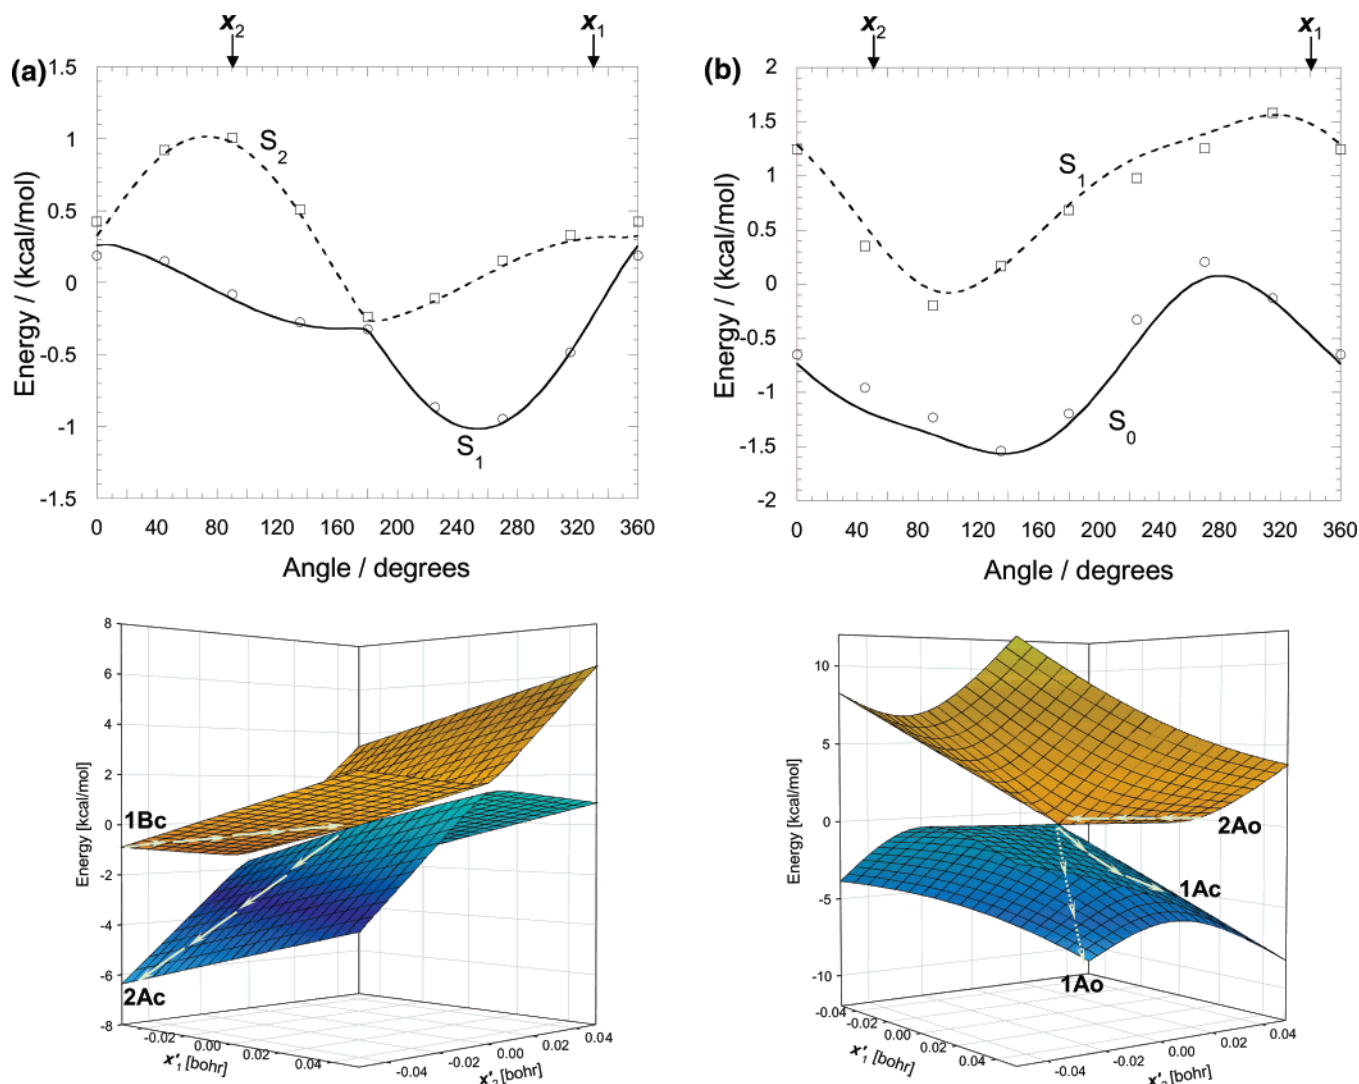 x2 x1 x2 x1
(a) (b)
1.5
1
0.5
0
-0.5
-1
-1.5
Energy / (kcal/mol)
S2
S1
0 40 80 120 160 200 240 280 320 360
Angle / degrees
2
1.5
1
0.5
0
-0.5
-1
-1.5
-2
Energy / (kcal/mol)
S1
S0
0 40 80 120 160 200 240 280 320 360
Angle / degrees
8
6
4
2
0
-2
-4
-6
-8
Energy [kcal/mol]
1Bc
2Ac
-0.02 0.00 0.02 0.04
x'1 [bohr]
-0.04 -0.02 0.00 0.02 0.04
x'2 [bohr]
10
5
0
-5
-10
Energy [kcal/mol]
2Ao
1Ac
1Ao
-0.04 -0.02 0.00 0.02 0.04
x'1 [bohr]
-0.04 -0.02 0.00 0.02 0.04
[bohr]